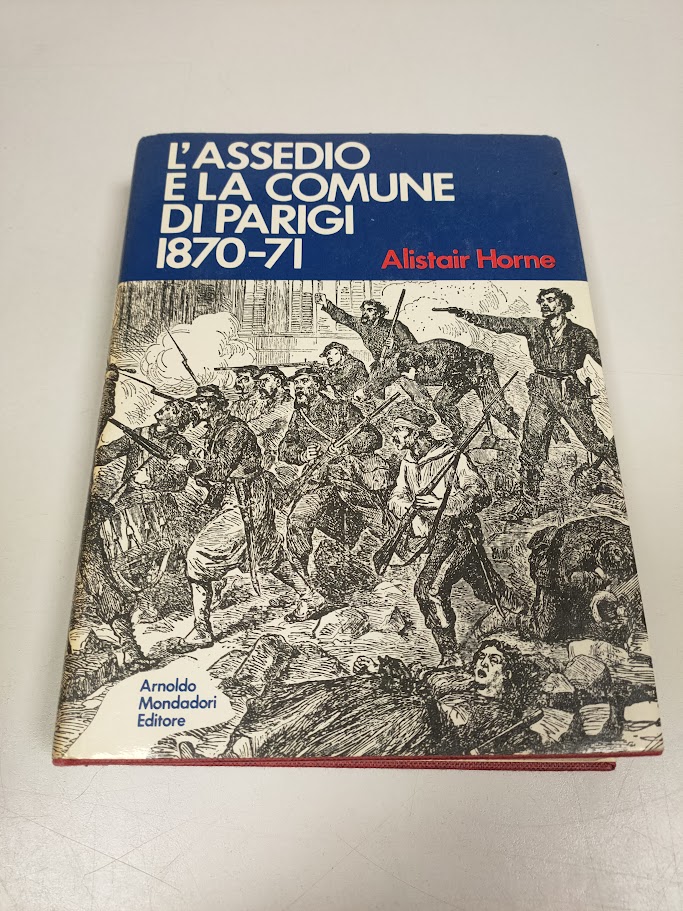 L'ASSEDIO
E LA COMUNE
DI PARIGI
1870-71
Alistair Horne
Arnoldo
Mondadori
Editore